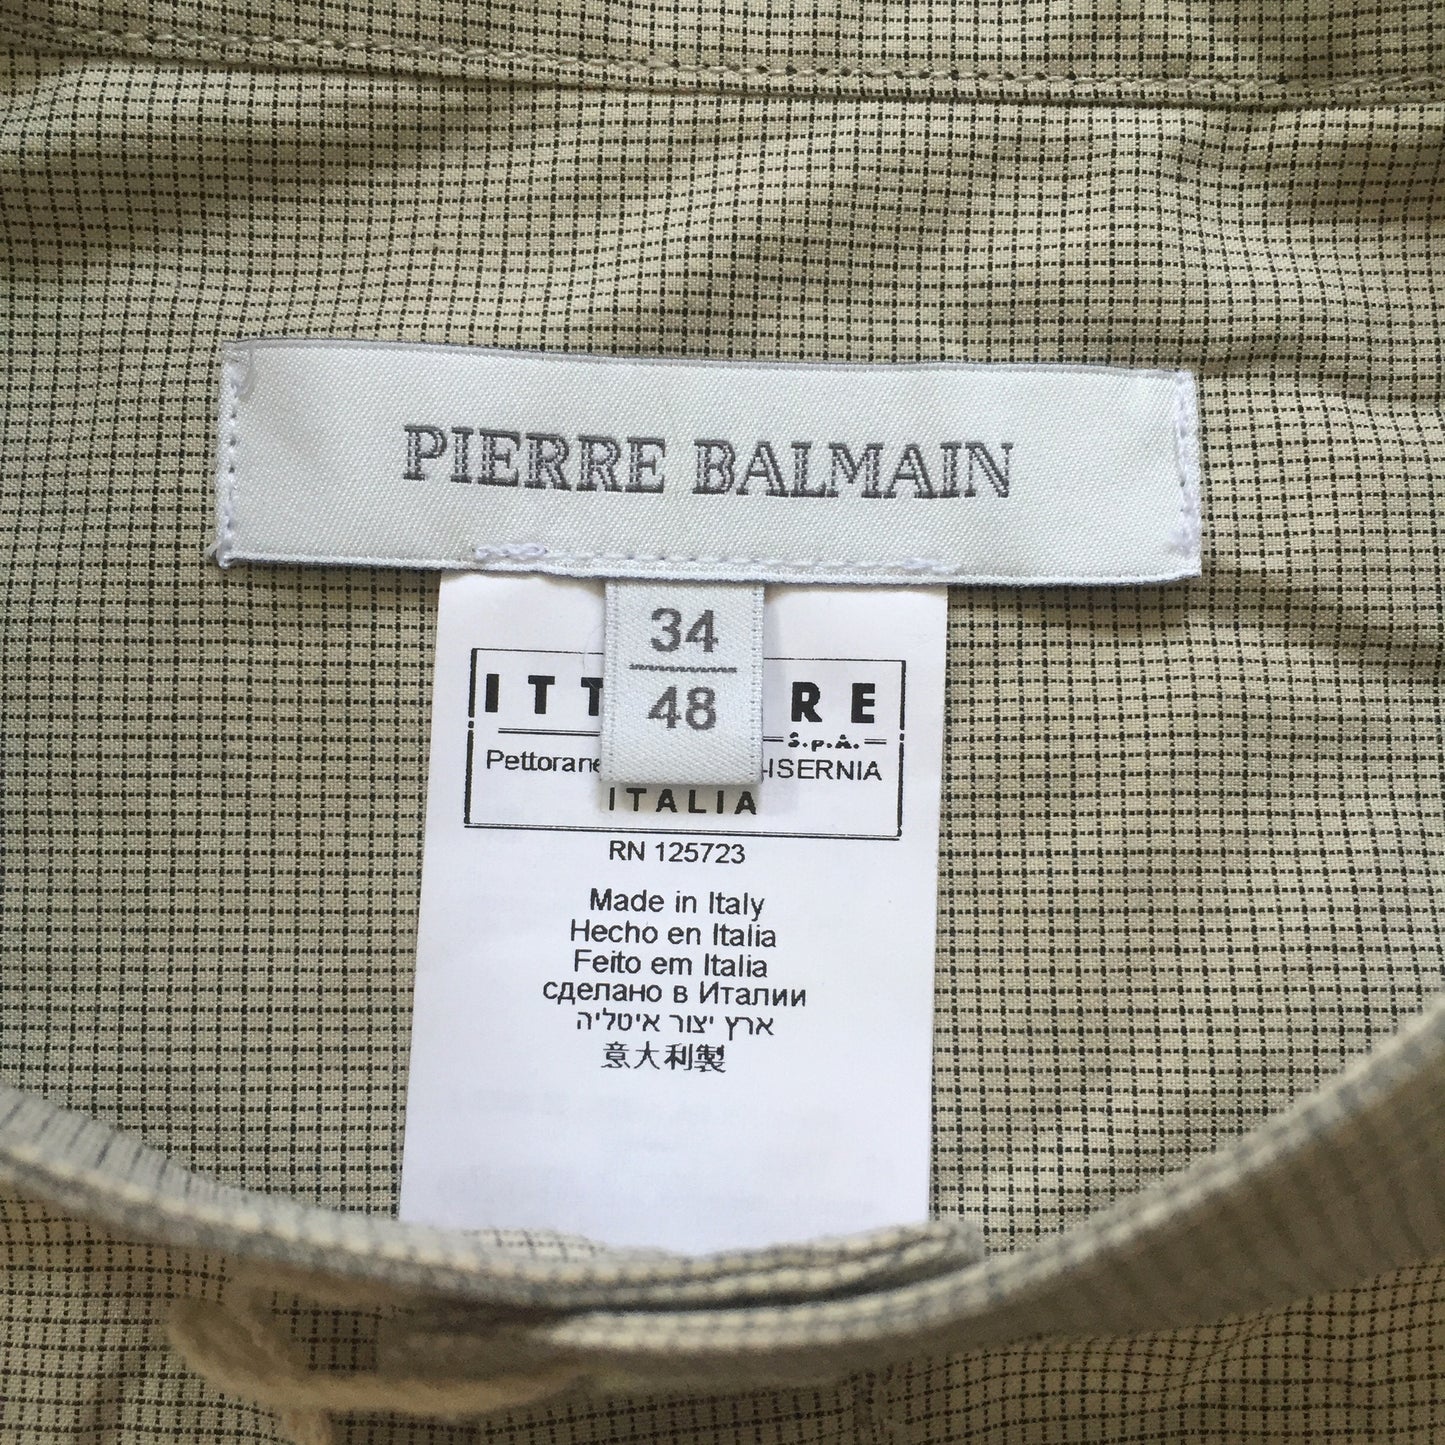 PIERRE BALMAIN
34
48
ITT RE
S.p.A.
Pettorane -ISERNIA
ITALIA
RN 125723
Made in Italy
Hecho en Italia
Feito em Italia
сделано в Италии
ארץ יצור איטליה
意大利製